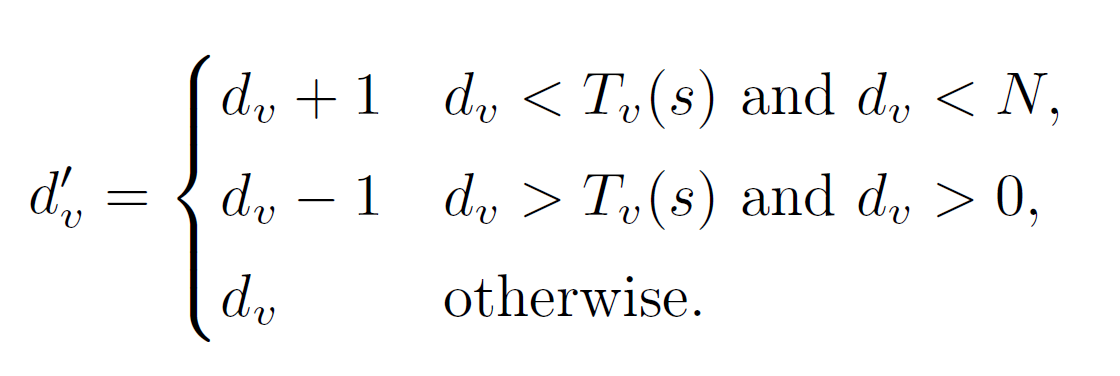 d_v + 1    d_v < T_v(s) and d_v < N,
d'_v = { d_v − 1    d_v > T_v(s) and d_v > 0,
d_v    otherwise.